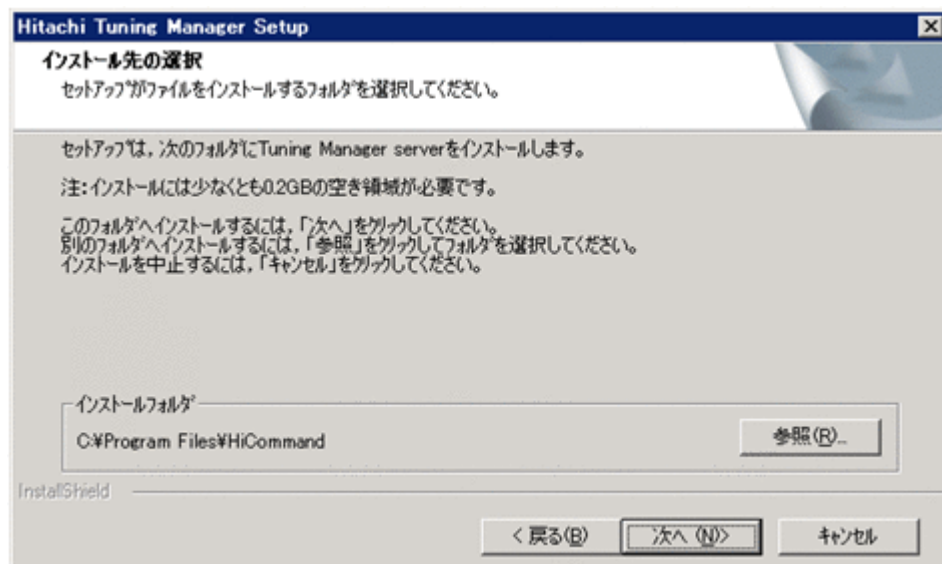 Hitachi Tuning Manager Setup
インストール先の選択
セットアップがファイルをインストールするフォルダを選択してください。
セットアップは，次のフォルダにTuning Manager serverをインストールします。
注：インストールには少なくとも0.2GBの空き領域が必要です。
このフォルダへインストールするには，「次へ」をクリックしてください。
別のフォルダへインストールするには，「参照」をクリックしてフォルダを選択してください。
インストールを中止するには，「キャンセル」をクリックしてください。
インストールフォルダ
C:¥Program Files¥HiCommand
参照(R)...
InstallShield
< 戻る(B)
次へ (N)>
キャンセル